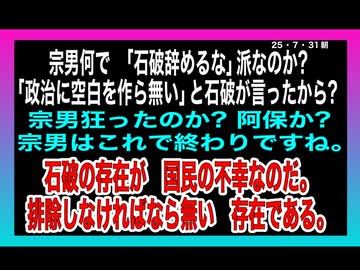 25・7・31朝
宗男何で 「石破辞めるな」派なのか?
「政治に空白を作ら無い」と石破が言ったから?
宗男狂ったのか? 阿保か?
宗男はこれで終わりですね。
石破の存在が 国民の不幸なのだ。
排除しなければなら無い 存在である。